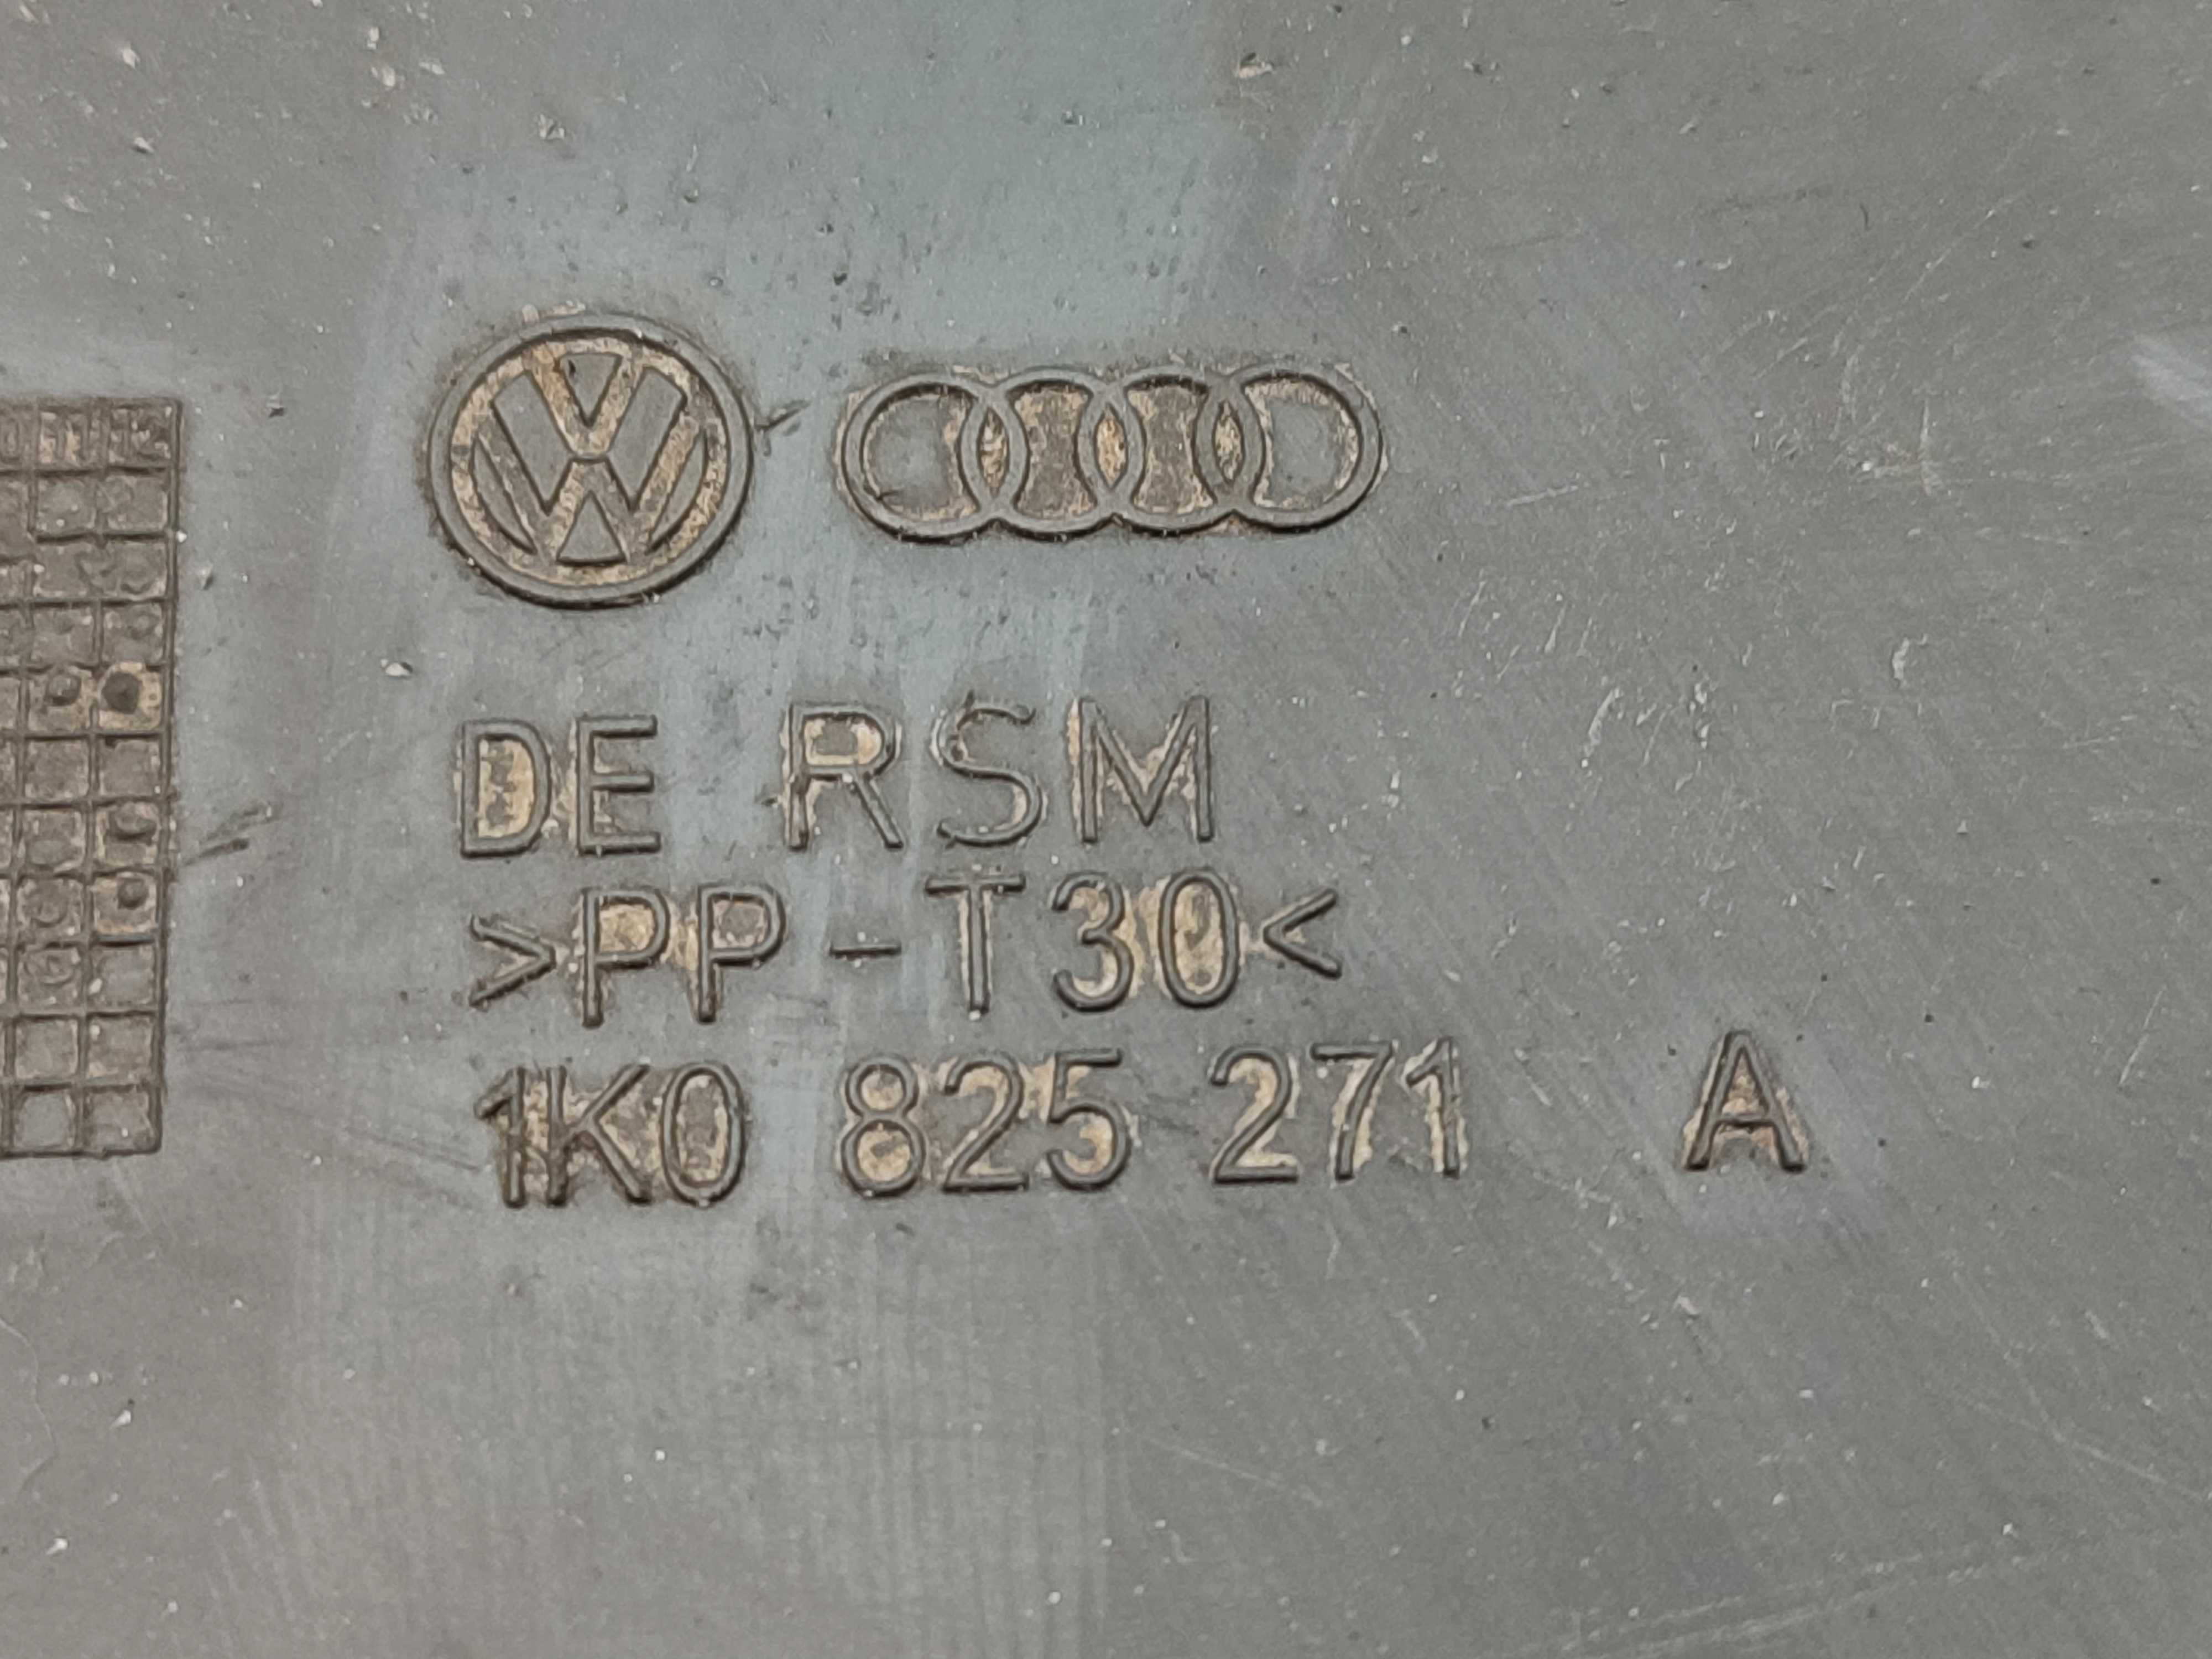 DE RSM
>PP-T30<
1K0 825 271 A